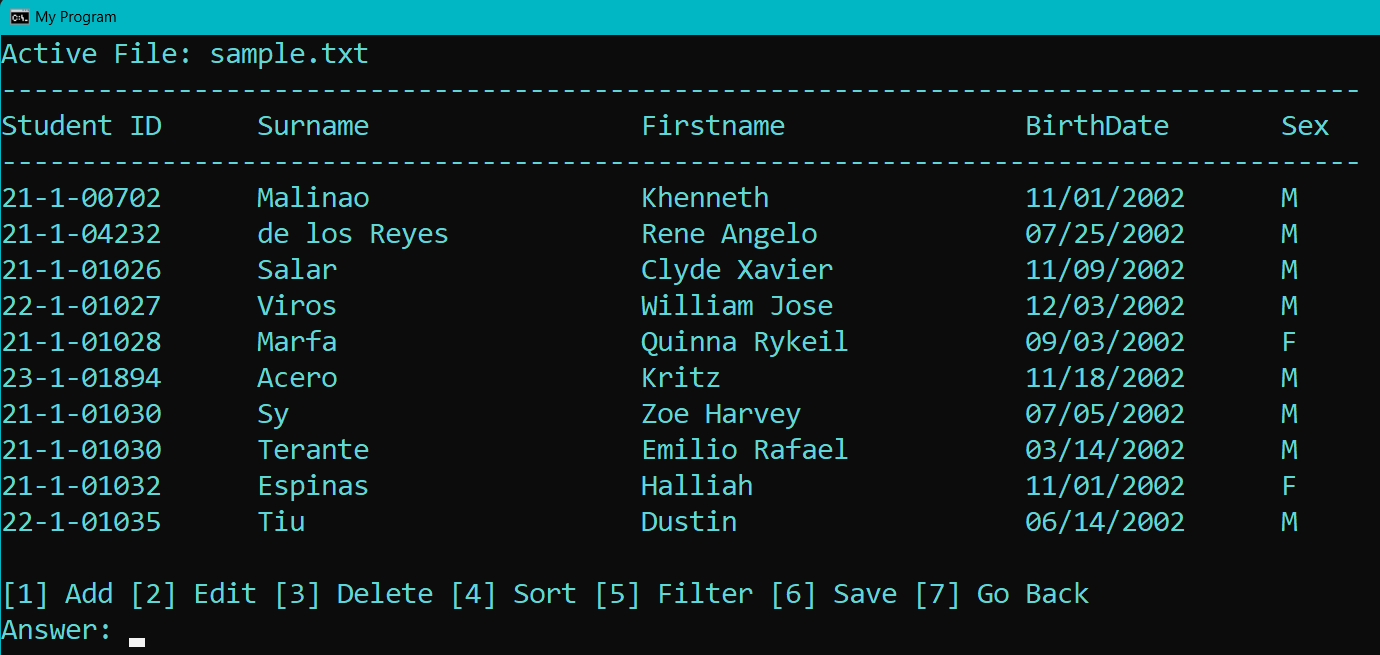 My Program
Active File: sample.txt
-------------------------------------------------------------------------------------
Student ID      Surname                 Firstname               BirthDate       Sex
-------------------------------------------------------------------------------------
21-1-00702      Malinao                 Khenneth                11/01/2002      M
21-1-04232      de los Reyes            Rene Angelo             07/25/2002      M
21-1-01026      Salar                   Clyde Xavier            11/09/2002      M
22-1-01027      Viros                   William Jose            12/03/2002      M
21-1-01028      Marfa                   Quinna Rykeil           09/03/2002      F
23-1-01894      Acero                   Kritz                   11/18/2002      M
21-1-01030      Sy                      Zoe Harvey              07/05/2002      M
21-1-01030      Terante                 Emilio Rafael           03/14/2002      M
21-1-01032      Espinas                 Halliah                 11/01/2002      F
22-1-01035      Tiu                     Dustin                  06/14/2002      M
[1] Add [2] Edit [3] Delete [4] Sort [5] Filter [6] Save [7] Go Back
Answer: